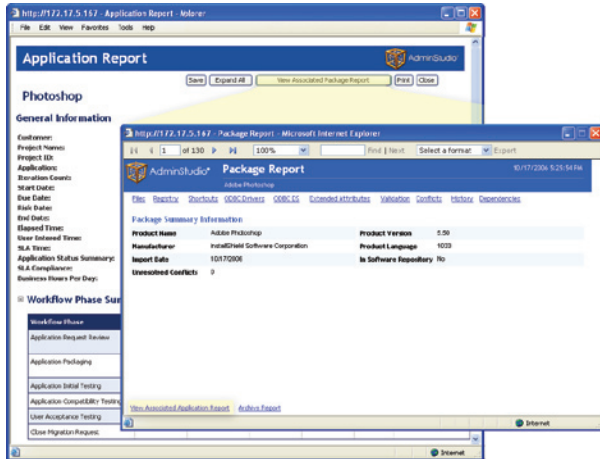 http://172.17.5.167 - Application Report -
File Edit View Favorites Tools Help
Application Report
AdminStudio
Save Expand All View Associated Package Report Print Close
Photoshop
General Information
Customer:
Project Name:
Project ID:
Application:
Iteration Count:
Start Date:
Due Date:
Risk Date:
End Date:
Elapsed Time:
User Entered Time:
SLA Time:
Application Status Summary:
SLA Compliance:
Business Hours Per Day:
Workflow Phase Sum
Workflow Phase
Application Request Review
Application Packaging
Application Initial Testing
Application Compatibility Testing
User Acceptance Testing
Close Migration Request
Internet
http://172.17.5.167 - Package Report - Microsoft Internet Explorer
1 of 130 100% Find | Next Select a format Export
AdminStudio Package Report 10/17/2006 5:25:54 PM
Adobe Photoshop
Files Registry Shortcuts ODBC Drivers ODBC DS Extended Attributes Validation Conflicts History Dependencies
Package Summary Information
Product Name Adobe Photoshop Product Version 5.50
Manufacturer InstallShield Software Corporation Product Language 1033
Import Date 10/17/2006 In Software Repository No
Unresolved Conflicts 0
View Associated Application Report Archive Report
Internet